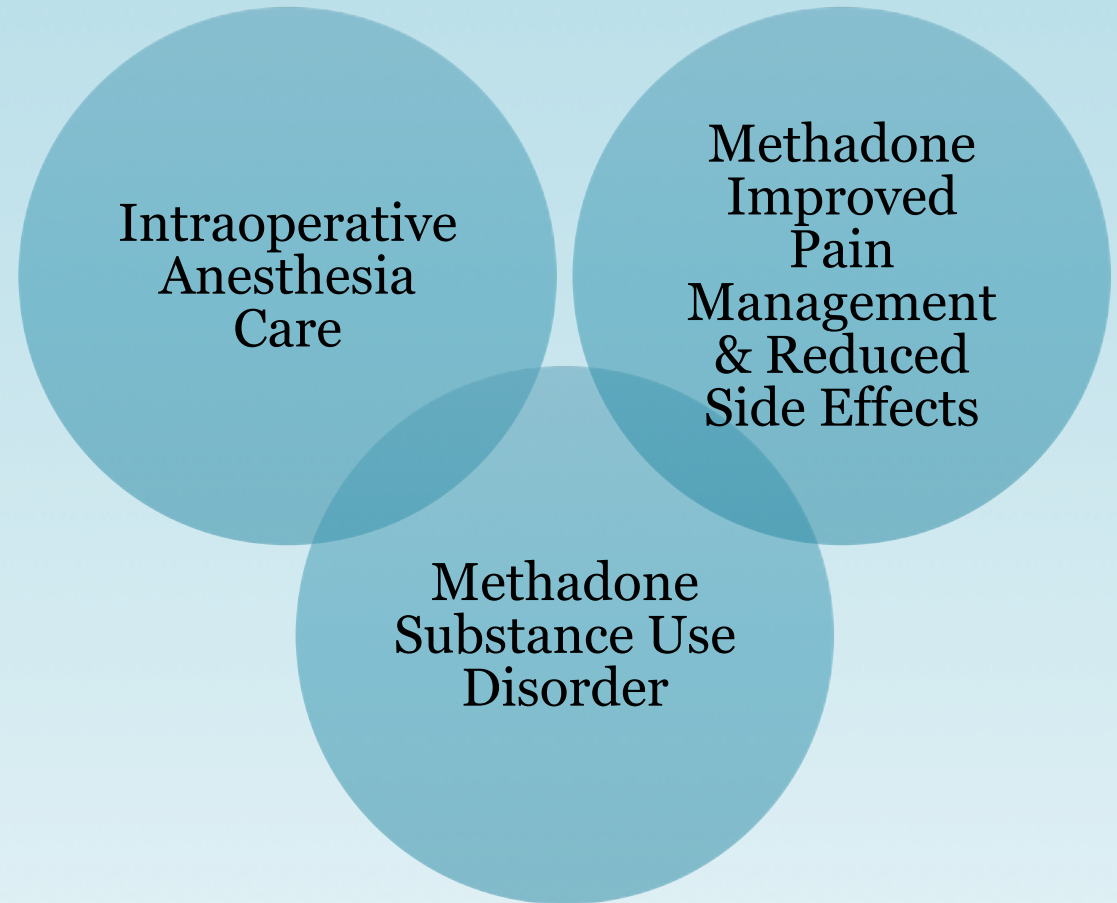 Intraoperative
Anesthesia
Care
Methadone
Improved
Pain
Management
& Reduced
Side Effects
Methadone
Substance Use
Disorder